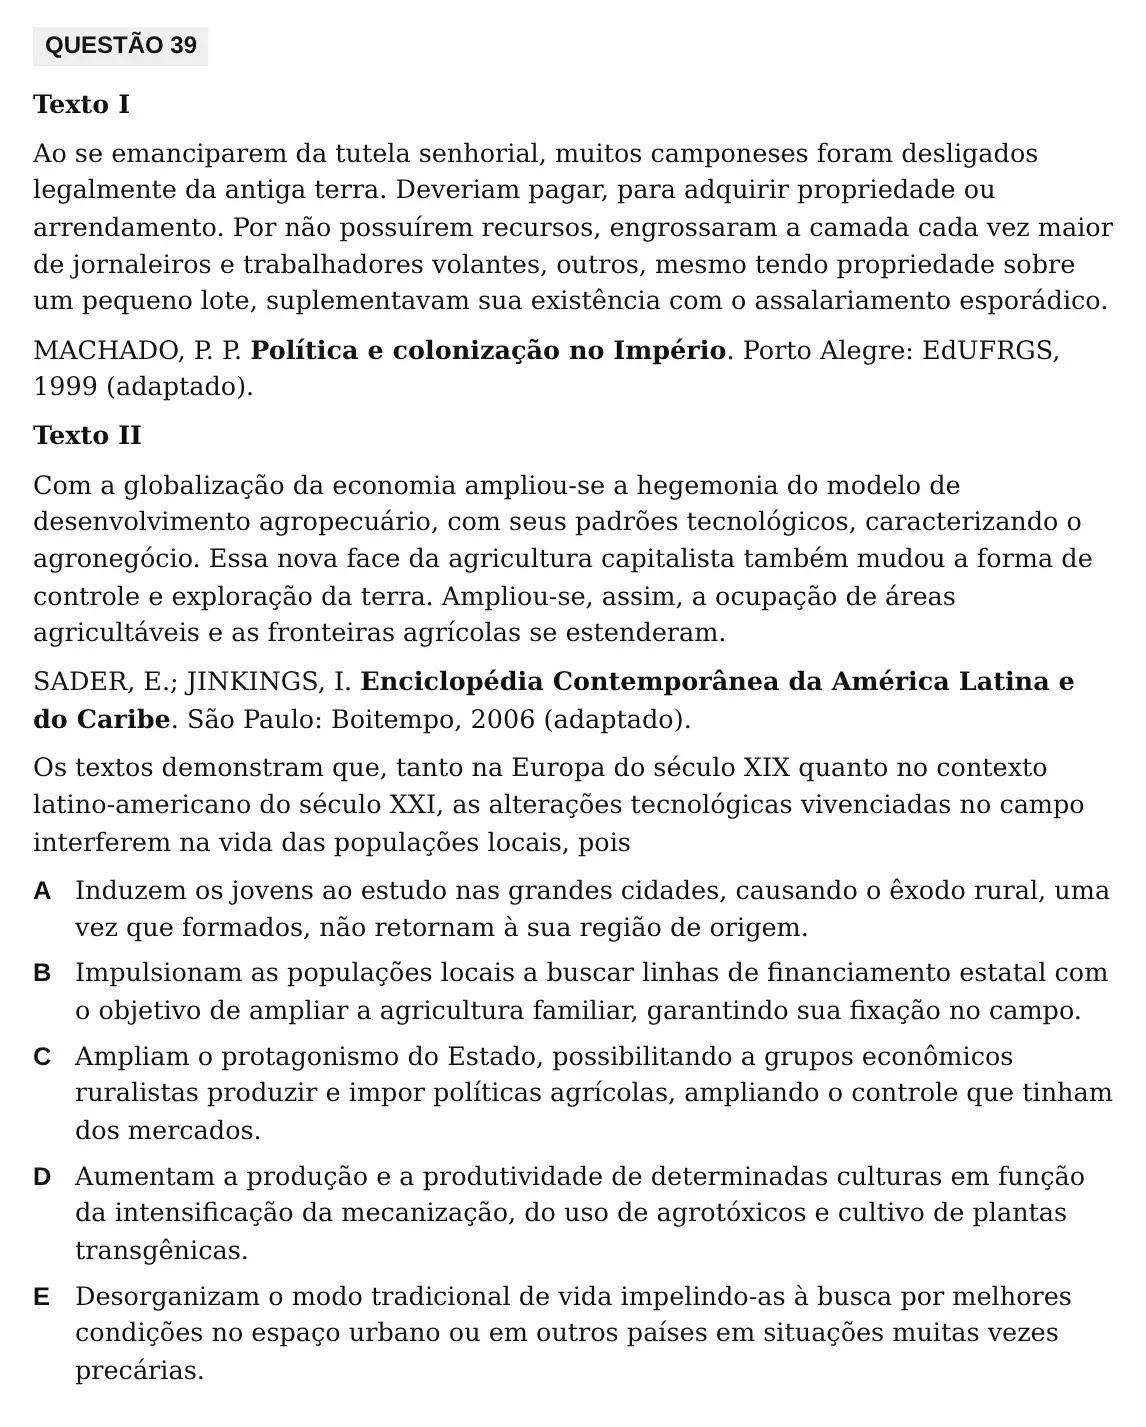 QUESTÃO 39
Texto I
Ao se emanciparem da tutela senhorial, muitos camponeses foram desligados
legalmente da antiga terra. Deveriam pagar, para adquirir propriedade ou
arrendamento. Por não possuírem recursos, engrossaram a camada cada vez maior
de jornaleiros e trabalhadores volantes, outros, mesmo tendo propriedade sobre
um pequeno lote, suplementavam sua existência com o assalariamento esporádico.
MACHADO, P. P. Política e colonização no Império. Porto Alegre: EdUFRGS,
1999 (adaptado).
Texto II
Com a globalização da economia ampliou-se a hegemonia do modelo de
desenvolvimento agropecuário, com seus padrões tecnológicos, caracterizando o
agronegócio. Essa nova face da agricultura capitalista também mudou a forma de
controle e exploração da terra. Ampliou-se, assim, a ocupação de áreas
agricultáveis e as fronteiras agrícolas se estenderam.
SADER, E.; JINKINGS, I. Enciclopédia Contemporânea da América Latina e
do Caribe. São Paulo: Boitempo, 2006 (adaptado).
Os textos demonstram que, tanto na Europa do século XIX quanto no contexto
latino-americano do século XXI, as alterações tecnológicas vivenciadas no campo
interferem na vida das populações locais, pois
A Induzem os jovens ao estudo nas grandes cidades, causando o êxodo rural, uma
vez que formados, não retornam à sua região de origem.
B Impulsionam as populações locais a buscar linhas de financiamento estatal com
o objetivo de ampliar a agricultura familiar, garantindo sua fixação no campo.
C Ampliam o protagonismo do Estado, possibilitando a grupos econômicos
ruralistas produzir e impor políticas agrícolas, ampliando o controle que tinham
dos mercados.
D Aumentam a produção e a produtividade de determinadas culturas em função
da intensificação da mecanização, do uso de agrotóxicos e cultivo de plantas
transgênicas.
E Desorganizam o modo tradicional de vida impelindo-as à busca por melhores
condições no espaço urbano ou em outros países em situações muitas vezes
precárias.